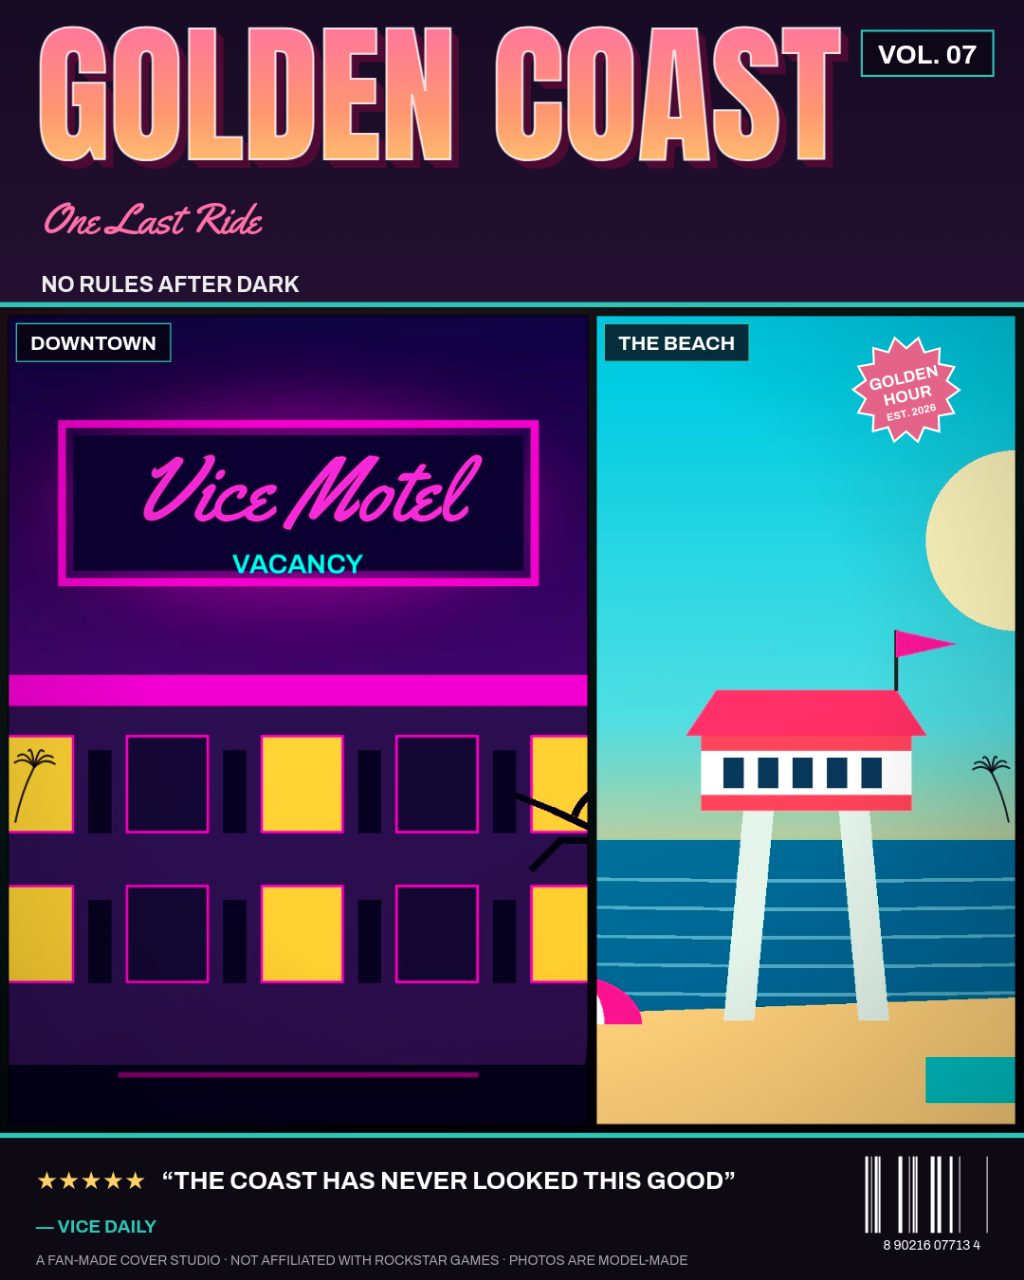 GOLDEN COAST
VOL. 07
One Last Ride
NO RULES AFTER DARK
DOWNTOWN
THE BEACH
GOLDEN
HOUR
EST. 2026
Vice Motel
VACANCY
★★★★★ “THE COAST HAS NEVER LOOKED THIS GOOD”
— VICE DAILY
8 90216 07713 4
A FAN-MADE COVER STUDIO · NOT AFFILIATED WITH ROCKSTAR GAMES · PHOTOS ARE MODEL-MADE